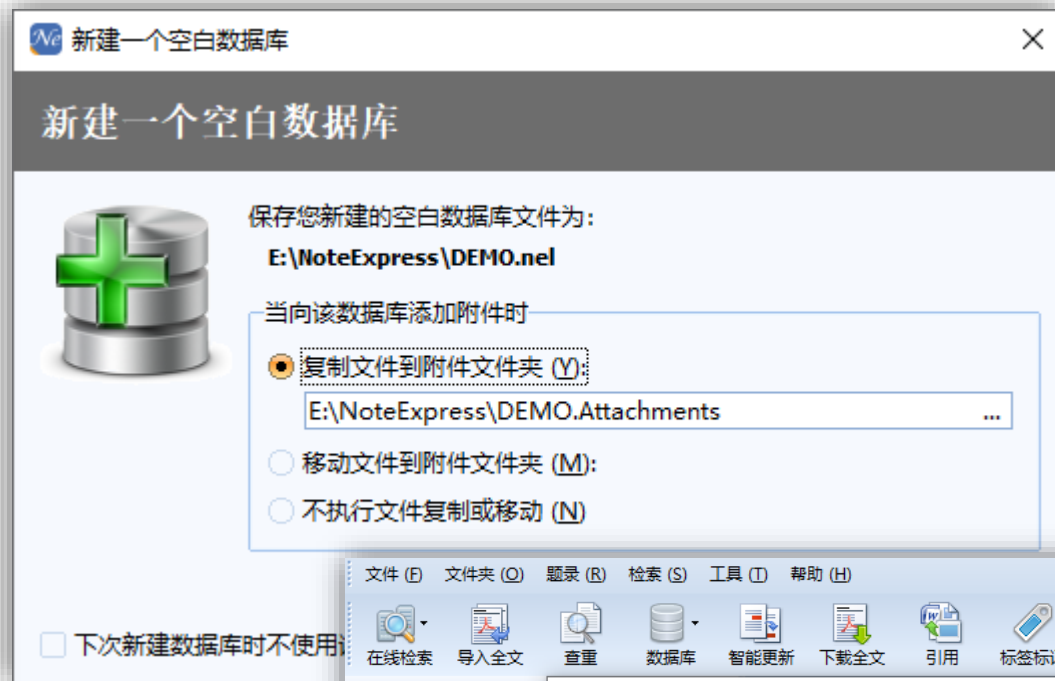 Ne 新建一个空白数据库
新建一个空白数据库
保存您新建的空白数据库文件为:
E:\NoteExpress\DEMO.nel
当向该数据库添加附件时
复制文件到附件文件夹 (Y):
E:\NoteExpress\DEMO.Attachments ...
移动文件到附件文件夹 (M):
不执行文件复制或移动 (N)
文件 (F) 文件夹 (O) 题录 (R) 检索 (S) 工具 (T) 帮助 (H)
下次新建数据库时不使用
在线检索 导入全文 查重 数据库 智能更新 下载全文 引用 标签标